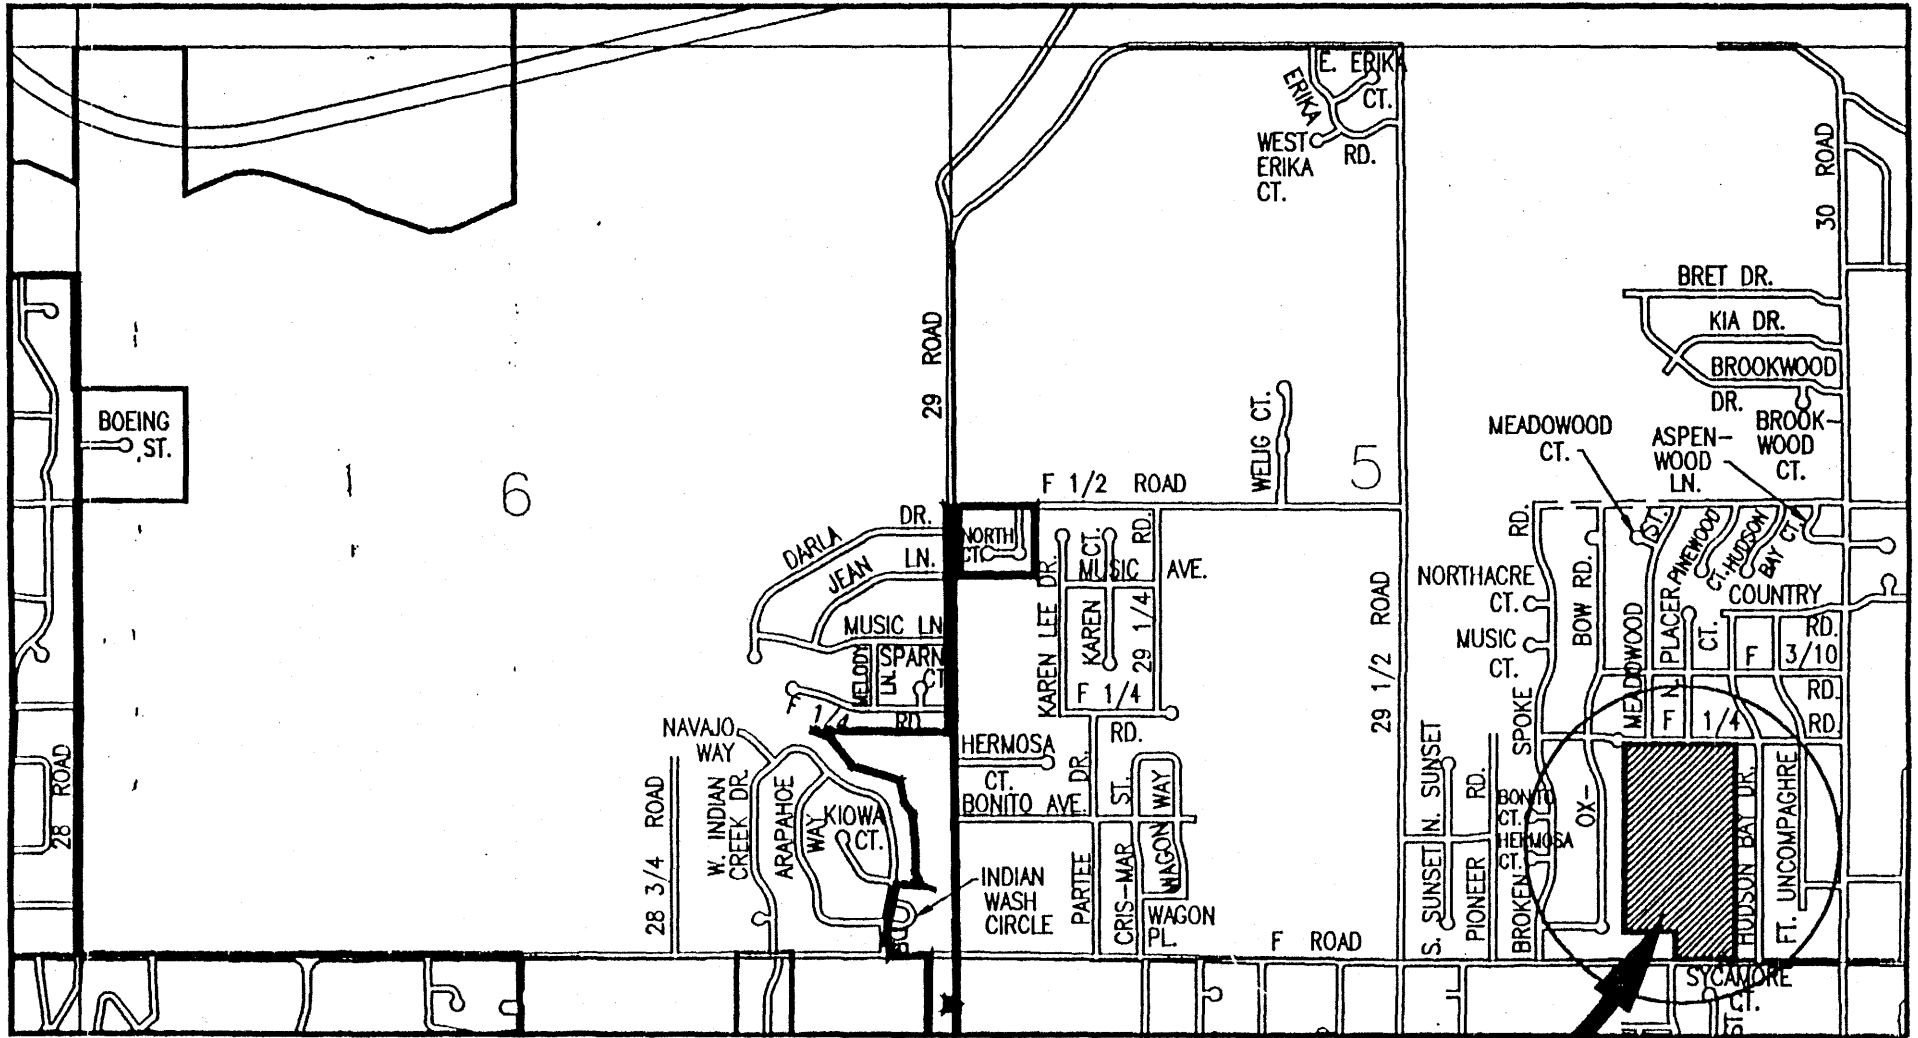 E. ERIKA
CT.
ERIKA
RD.
WEST
ERIKA
CT.
30 ROAD
BRET DR.
KIA DR.
BROOKWOOD
DR.
BROOK-
WOOD
CT.
29 ROAD
BOEING
ST.
6
5
WELIG CT.
MEADOWOOD
CT.
ASPEN-
WOOD
LN.
F 1/2 ROAD
DARLA DR.
JEAN LN.
NORTH
CT.
MUSIC LN
MELODY
LN.
SPARN
CT
F 1/4 RD.
KAREN LEE DR.
CT.
MUSIC AVE.
KAREN
29 1/4 RD.
F 1/4
RD.
29 1/2 ROAD
NORTHACRE
CT.
MUSIC
CT.
BROKEN SPOKE RD.
OX-BOW RD.
MEADOWOOD ST.
N. PLACER CT.
PINEWOOD
CT.
HUDSON
BAY CT.
COUNTRY
RD.
F 3/10
RD.
F 1/4 RD.
NAVAJO
WAY
28 ROAD
28 3/4 ROAD
W. INDIAN
CREEK DR.
ARAPAHOE
WAY
KIOWA
CT.
INDIAN
WASH
CIRCLE
HERMOSA
CT.
BONITO AVE.
PARTEE DR.
CRIS-MAR ST.
WAGON WAY
WAGON
PL.
F ROAD
S. SUNSET
N. SUNSET
PIONEER RD.
BONITO
CT.
HERMOSA
CT.
HUDSON BAY DR.
FT. UNCOMPAGHRE
SYCAMORE
CT.
ST.